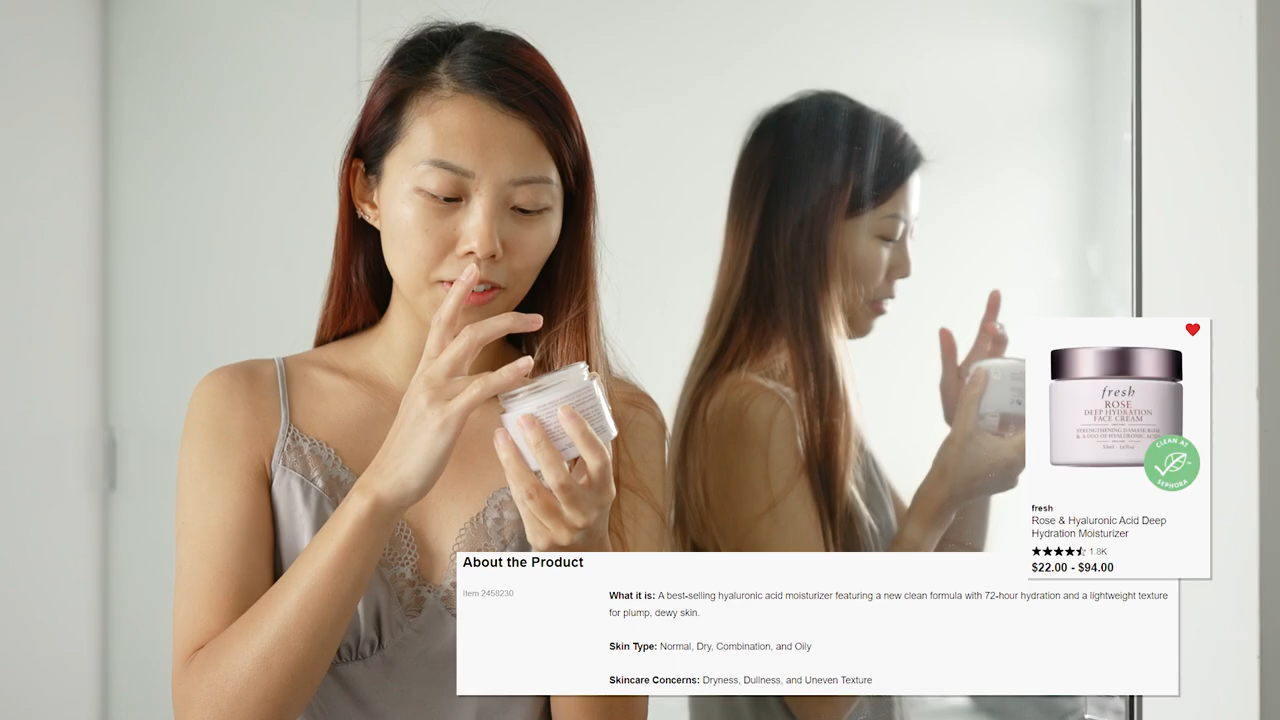 fresh
ROSE
DEEP HYDRATION
FACE CREAM
STRENGTHENING DAMASK ROSE
CLEAN AT
SEPHORA
fresh
Rose & Hyaluronic Acid Deep
Hydration Moisturizer
1.8K
$22.00 - $94.00
About the Product
Item 2458230
What it is: A best-selling hyaluronic acid moisturizer featuring a new clean formula with 72-hour hydration and a lightweight texture
for plump, dewy skin.
Skin Type: Normal, Dry, Combination, and Oily
Skincare Concerns: Dryness, Dullness, and Uneven Texture